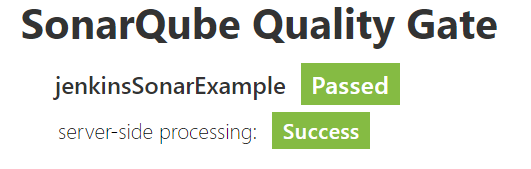 SonarQube Quality Gate
jenkinsSonarExample Passed
server-side processing: Success